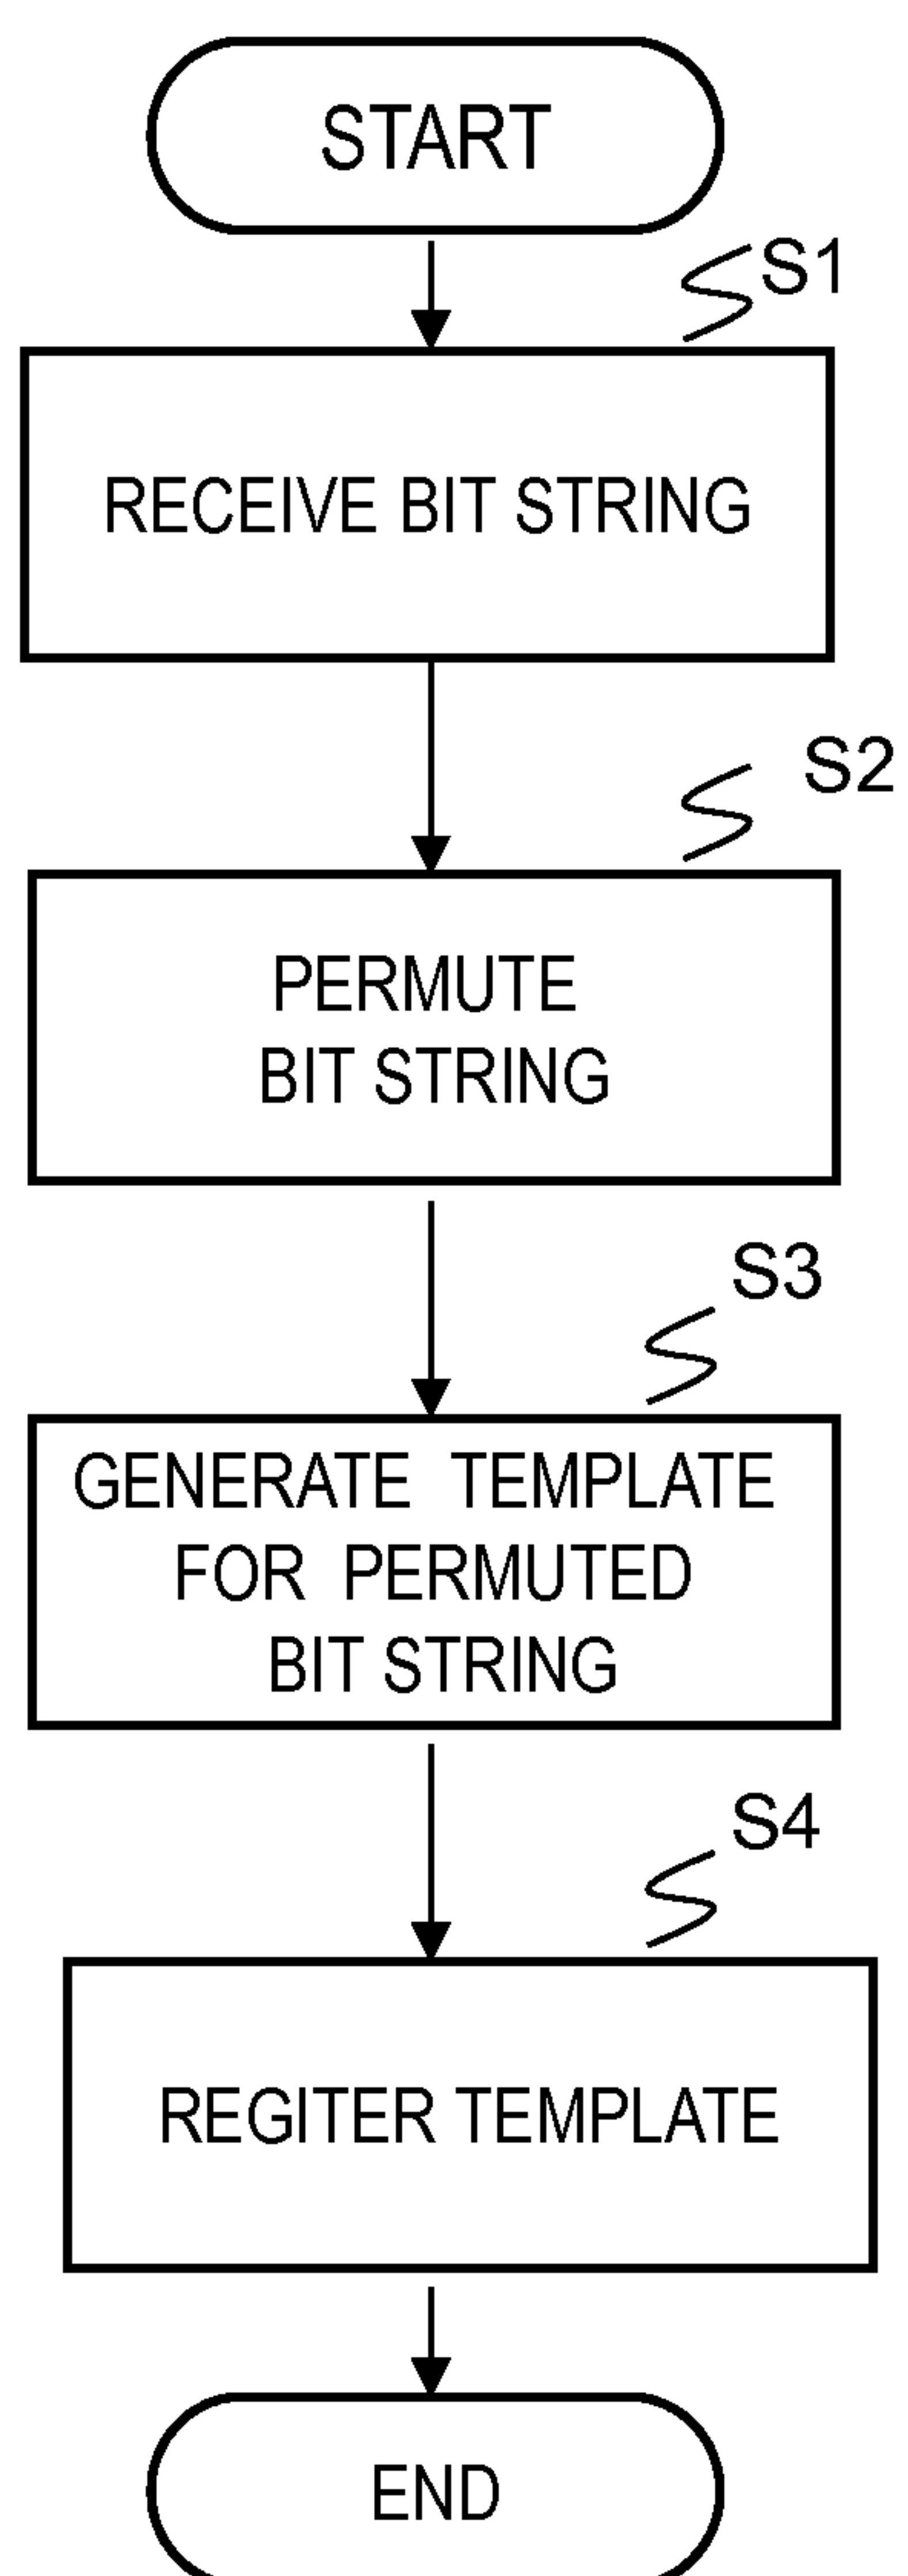 START
S1
RECEIVE BIT STRING
S2
PERMUTE
BIT STRING
S3
GENERATE TEMPLATE
FOR PERMUTED
BIT STRING
S4
REGITER TEMPLATE
END